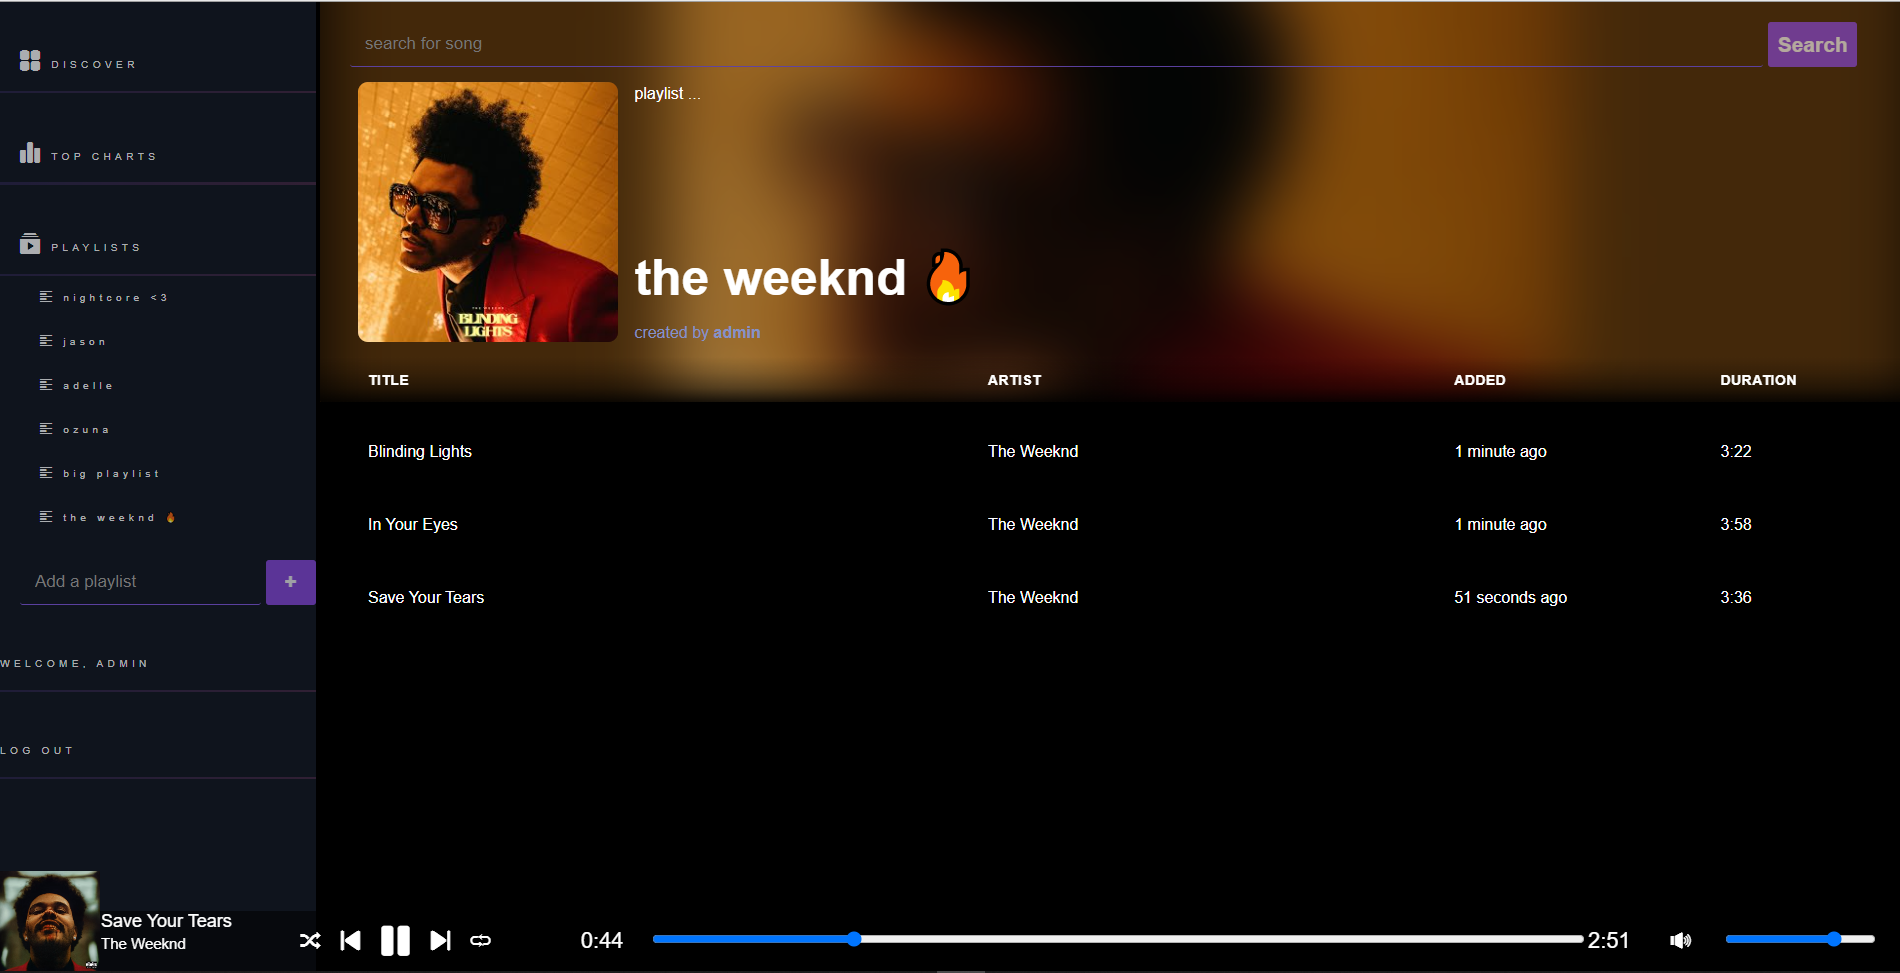 DISCOVER
TOP CHARTS
PLAYLISTS
nightcore <3
jason
adelle
ozuna
big playlist
the weeknd 🔥
Add a playlist
+
WELCOME, ADMIN
LOG OUT
search for song
Search
playlist ...
BLINDING
LIGHTS
the weeknd 🔥
created by admin
TITLE ARTIST ADDED DURATION
Blinding Lights The Weeknd 1 minute ago 3:22
In Your Eyes The Weeknd 1 minute ago 3:58
Save Your Tears The Weeknd 51 seconds ago 3:36
Save Your Tears
The Weeknd
0:44 2:51